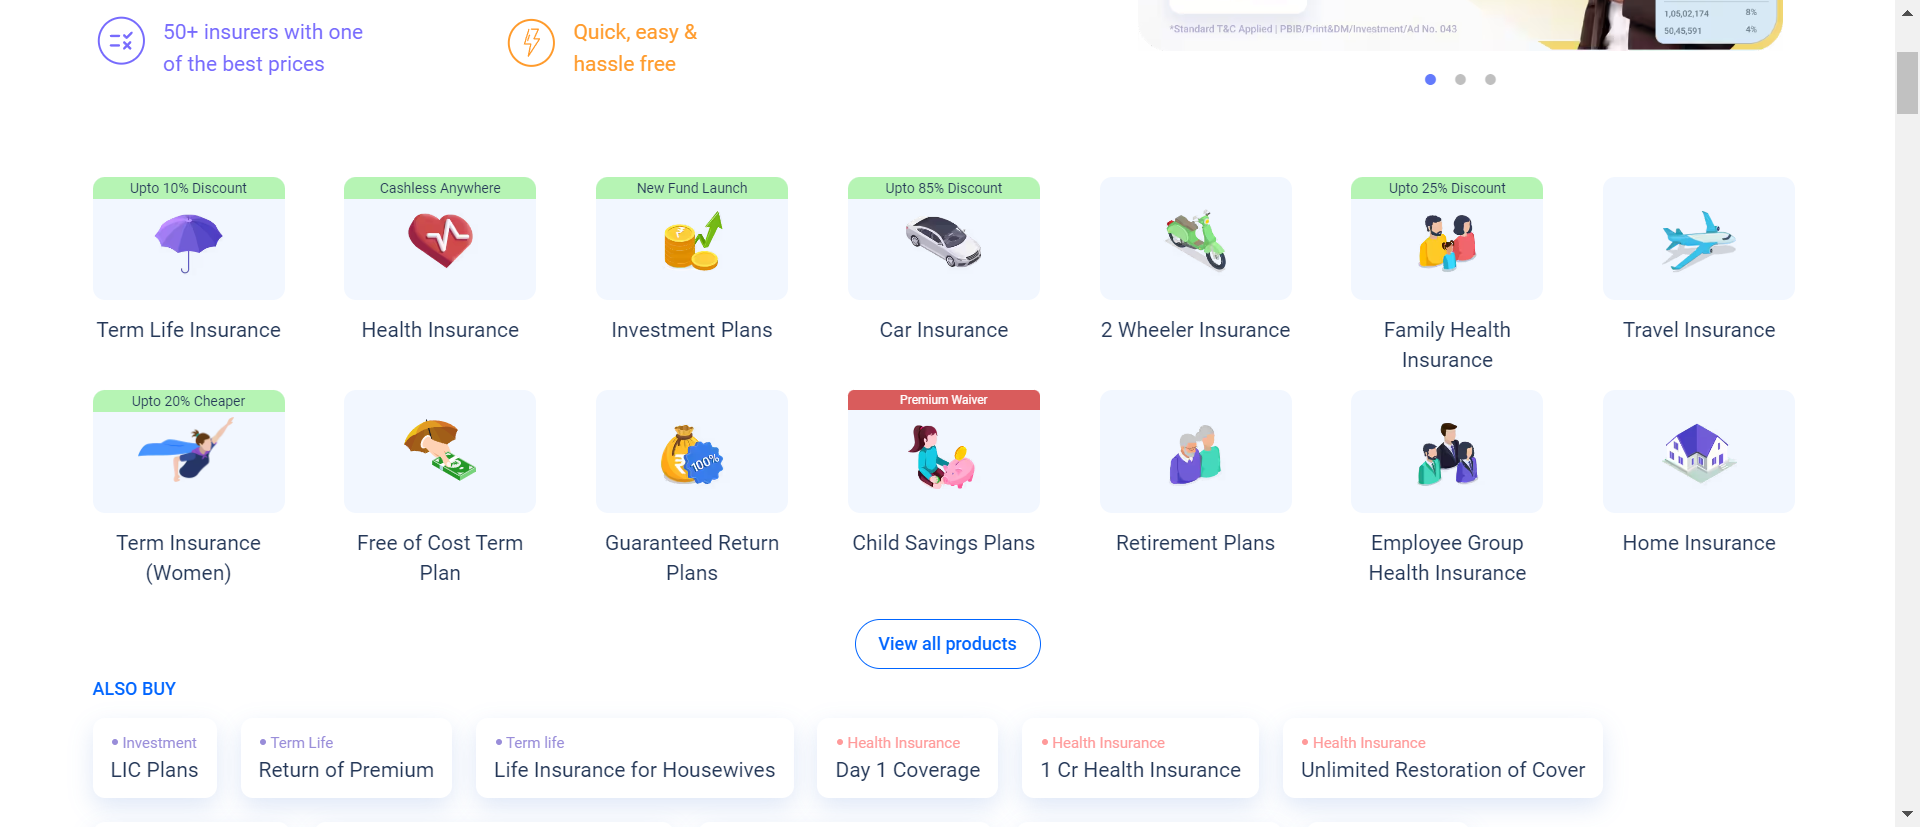 50+ insurers with one
of the best prices
Quick, easy &
hassle free
1,05,02,174 8%
50,45,591 4%
*Standard T&C Applied | PBIB/Print&DM/Investment/Ad No. 043
Upto 10% Discount
Cashless Anywhere
New Fund Launch
Upto 85% Discount
Upto 25% Discount
Term Life Insurance
Health Insurance
Investment Plans
Car Insurance
2 Wheeler Insurance
Family Health
Insurance
Travel Insurance
Upto 20% Cheaper
Premium Waiver
100%
Term Insurance
(Women)
Free of Cost Term
Plan
Guaranteed Return
Plans
Child Savings Plans
Retirement Plans
Employee Group
Health Insurance
Home Insurance
View all products
ALSO BUY
• Investment
LIC Plans
• Term Life
Return of Premium
• Term life
Life Insurance for Housewives
• Health Insurance
Day 1 Coverage
• Health Insurance
1 Cr Health Insurance
• Health Insurance
Unlimited Restoration of Cover